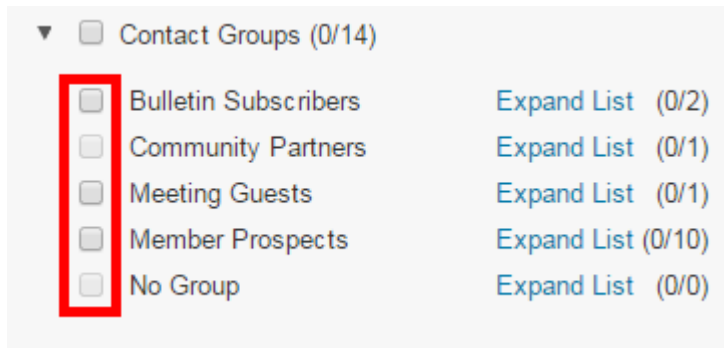 Contact Groups (0/14)
Bulletin Subscribers Expand List (0/2)
Community Partners Expand List (0/1)
Meeting Guests Expand List (0/1)
Member Prospects Expand List (0/10)
No Group Expand List (0/0)